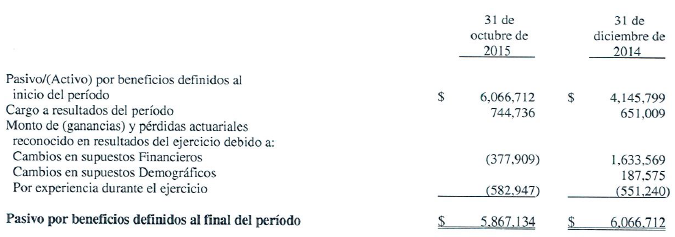 31 de 31 de
octubre de diciembre de
2015 2014
Pasivo/(Activo) por beneficios definidos al
inicio del período $ 6,066,712 $ 4,145,799
Cargo a resultados del período 744,736 651,009
Monto de (ganancias) y pérdidas actuariales
reconocido en resultados del ejercicio debido a:
Cambios en supuestos Financieros (377,909) 1,633,569
Cambios en supuestos Demográficos 187,575
Por experiencia durante el ejercicio (582,947) (551,240)
Pasivo por beneficios definidos al final del período $ 5,867,134 $ 6,066,712